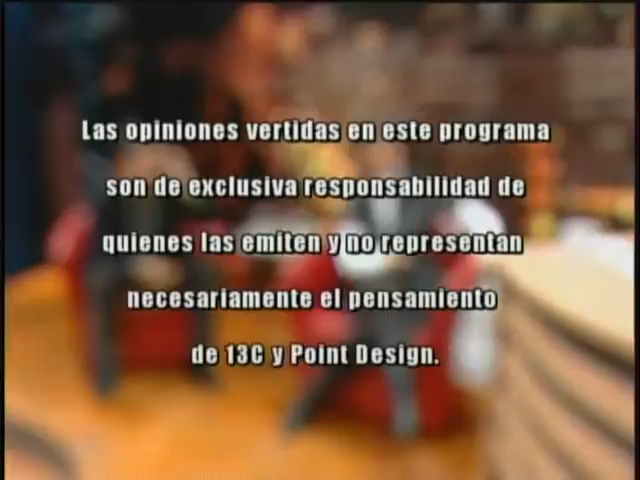 Las opiniones vertidas en este programa
son de exclusiva responsabilidad de
quienes las emiten y no representan
necesariamente el pensamiento
de 13C y Point Design.